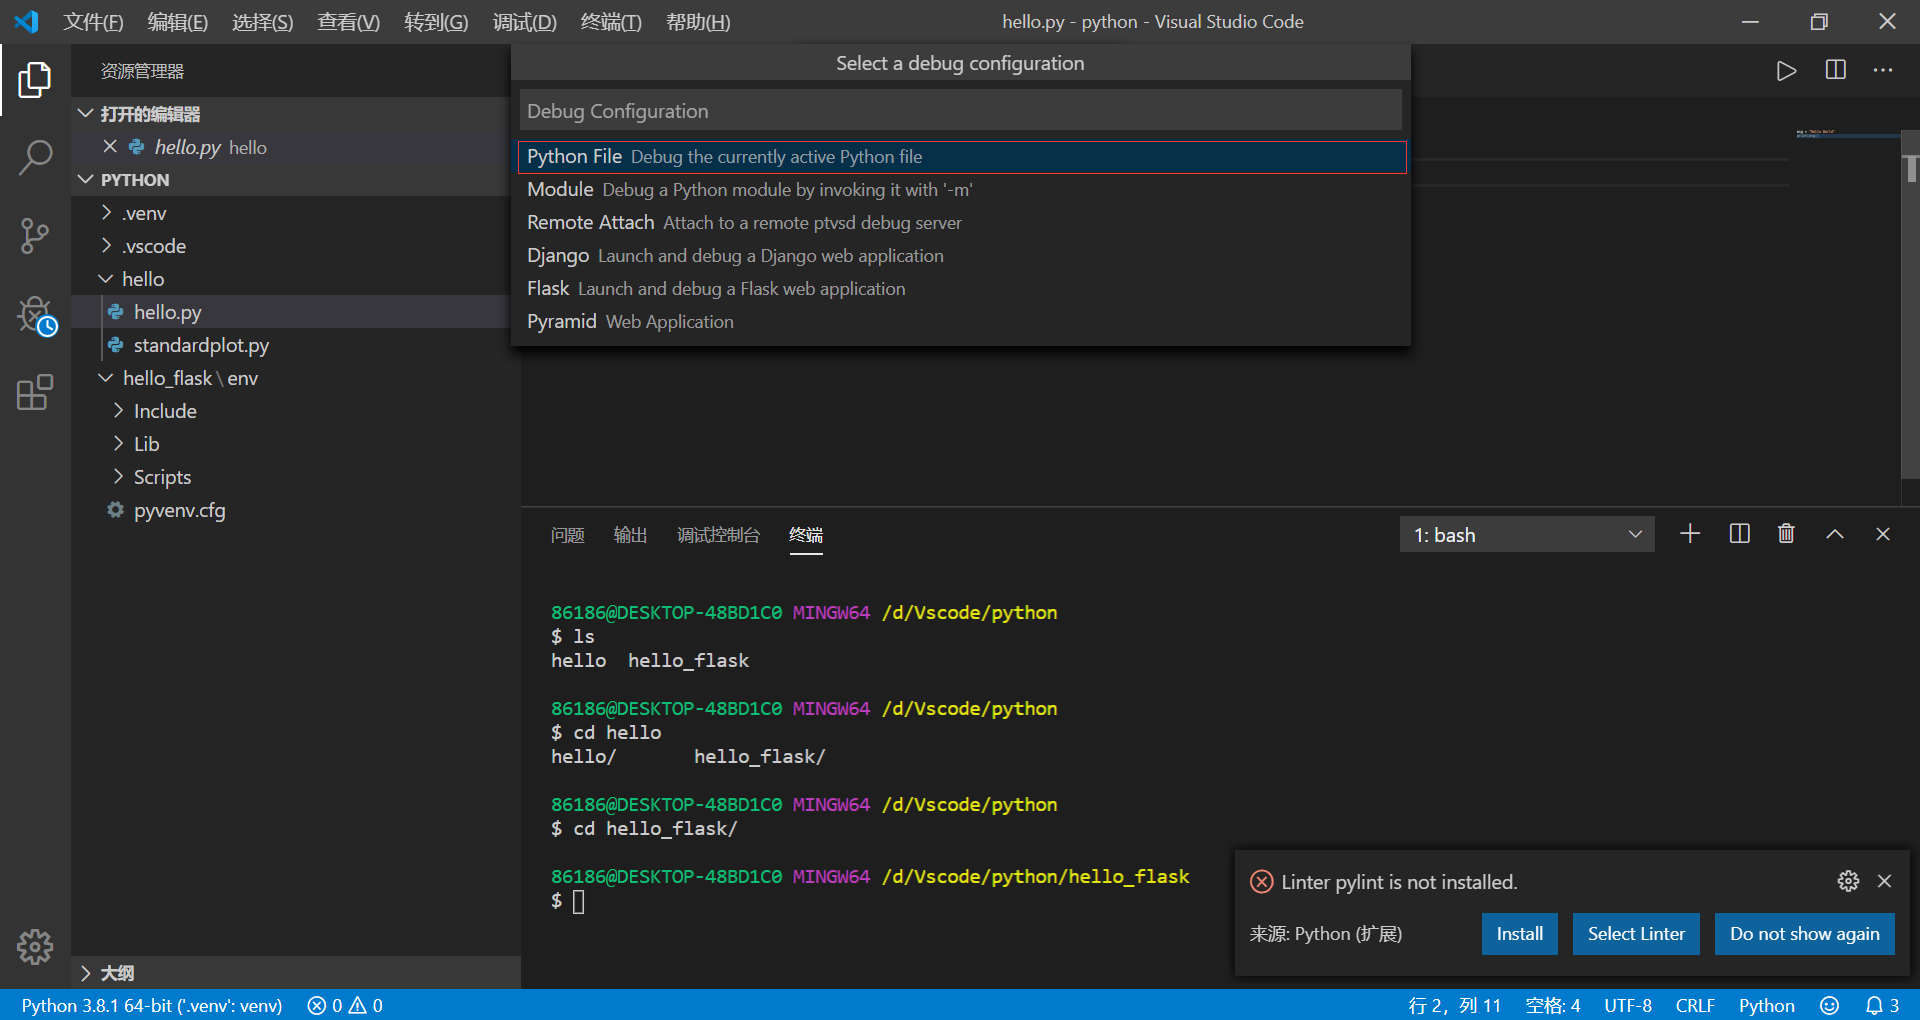 文件(F) 编辑(E) 选择(S) 查看(V) 转到(G) 调试(D) 终端(T) 帮助(H) hello.py - python - Visual Studio Code
资源管理器
打开的编辑器
hello.py hello
PYTHON
.venv
.vscode
hello
hello.py
standardplot.py
hello_flask\env
Include
Lib
Scripts
pyvenv.cfg
大纲
Select a debug configuration
Debug Configuration
Python File Debug the currently active Python file
Module Debug a Python module by invoking it with '-m'
Remote Attach Attach to a remote ptvsd debug server
Django Launch and debug a Django web application
Flask Launch and debug a Flask web application
Pyramid Web Application
问题 输出 调试控制台 终端 1: bash
86186@DESKTOP-48BD1C0 MINGW64 /d/Vscode/python
$ ls
hello hello_flask
86186@DESKTOP-48BD1C0 MINGW64 /d/Vscode/python
$ cd hello
hello/ hello_flask/
86186@DESKTOP-48BD1C0 MINGW64 /d/Vscode/python
$ cd hello_flask/
86186@DESKTOP-48BD1C0 MINGW64 /d/Vscode/python/hello_flask
$
Linter pylint is not installed.
来源: Python (扩展) Install Select Linter Do not show again
Python 3.8.1 64-bit ('.venv': venv) 0 0 行 2，列 11 空格: 4 UTF-8 CRLF Python 3